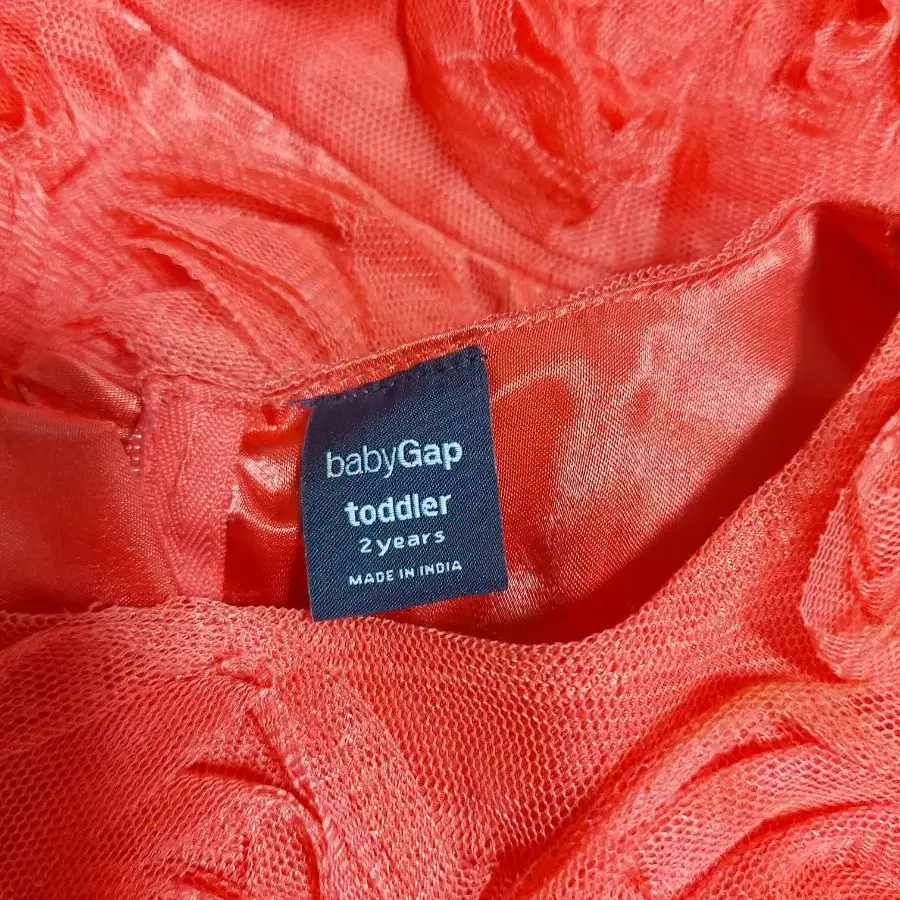 babyGap
toddler
2 years
MADE IN INDIA